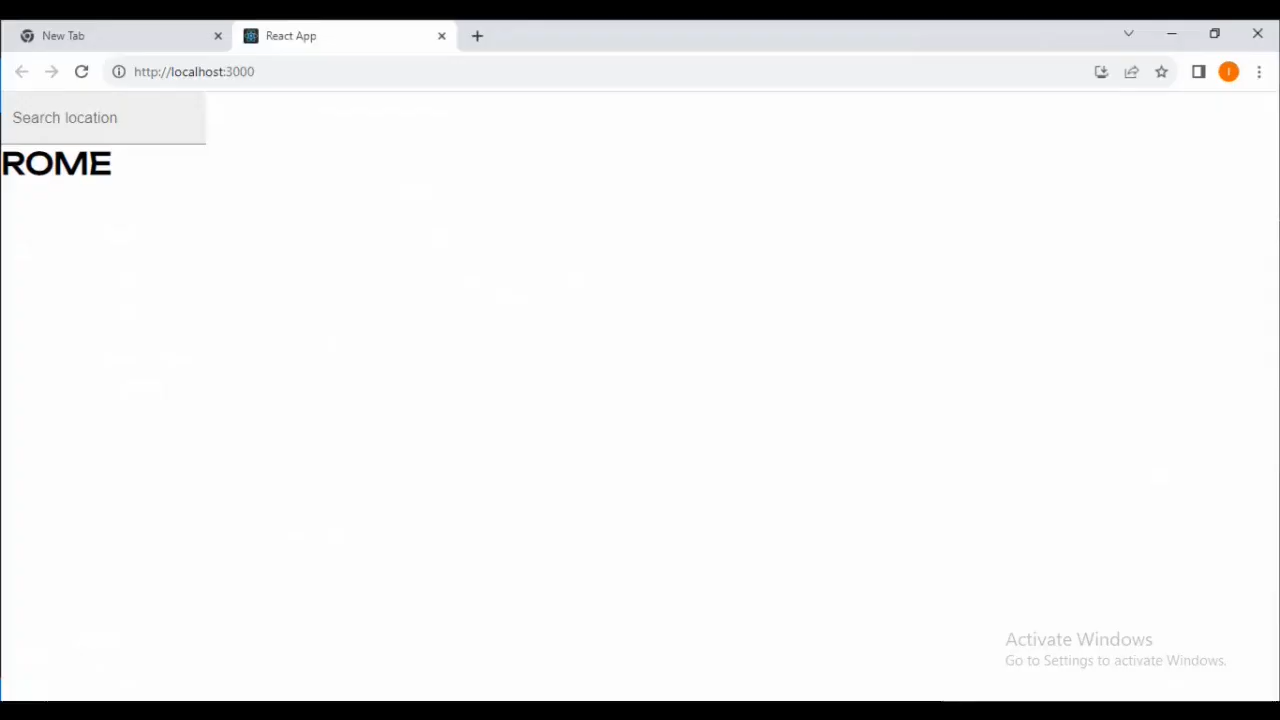 New Tab
React App
http://localhost:3000
I
Search location
ROME
Activate Windows
Go to Settings to activate Windows.